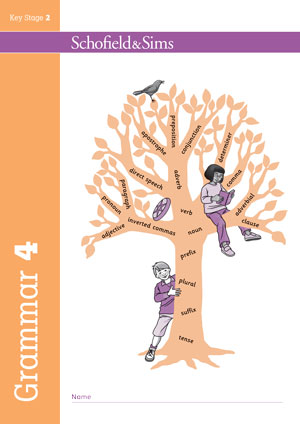 Key Stage 2
Schofield&Sims
preposition
conjunction
apostrophe
determiner
direct speech
adverb
comma
paragraph
pronoun
verb
adverbial
inverted commas
noun
clause
adjective
prefix
plural
suffix
tense
Grammar 4
Name